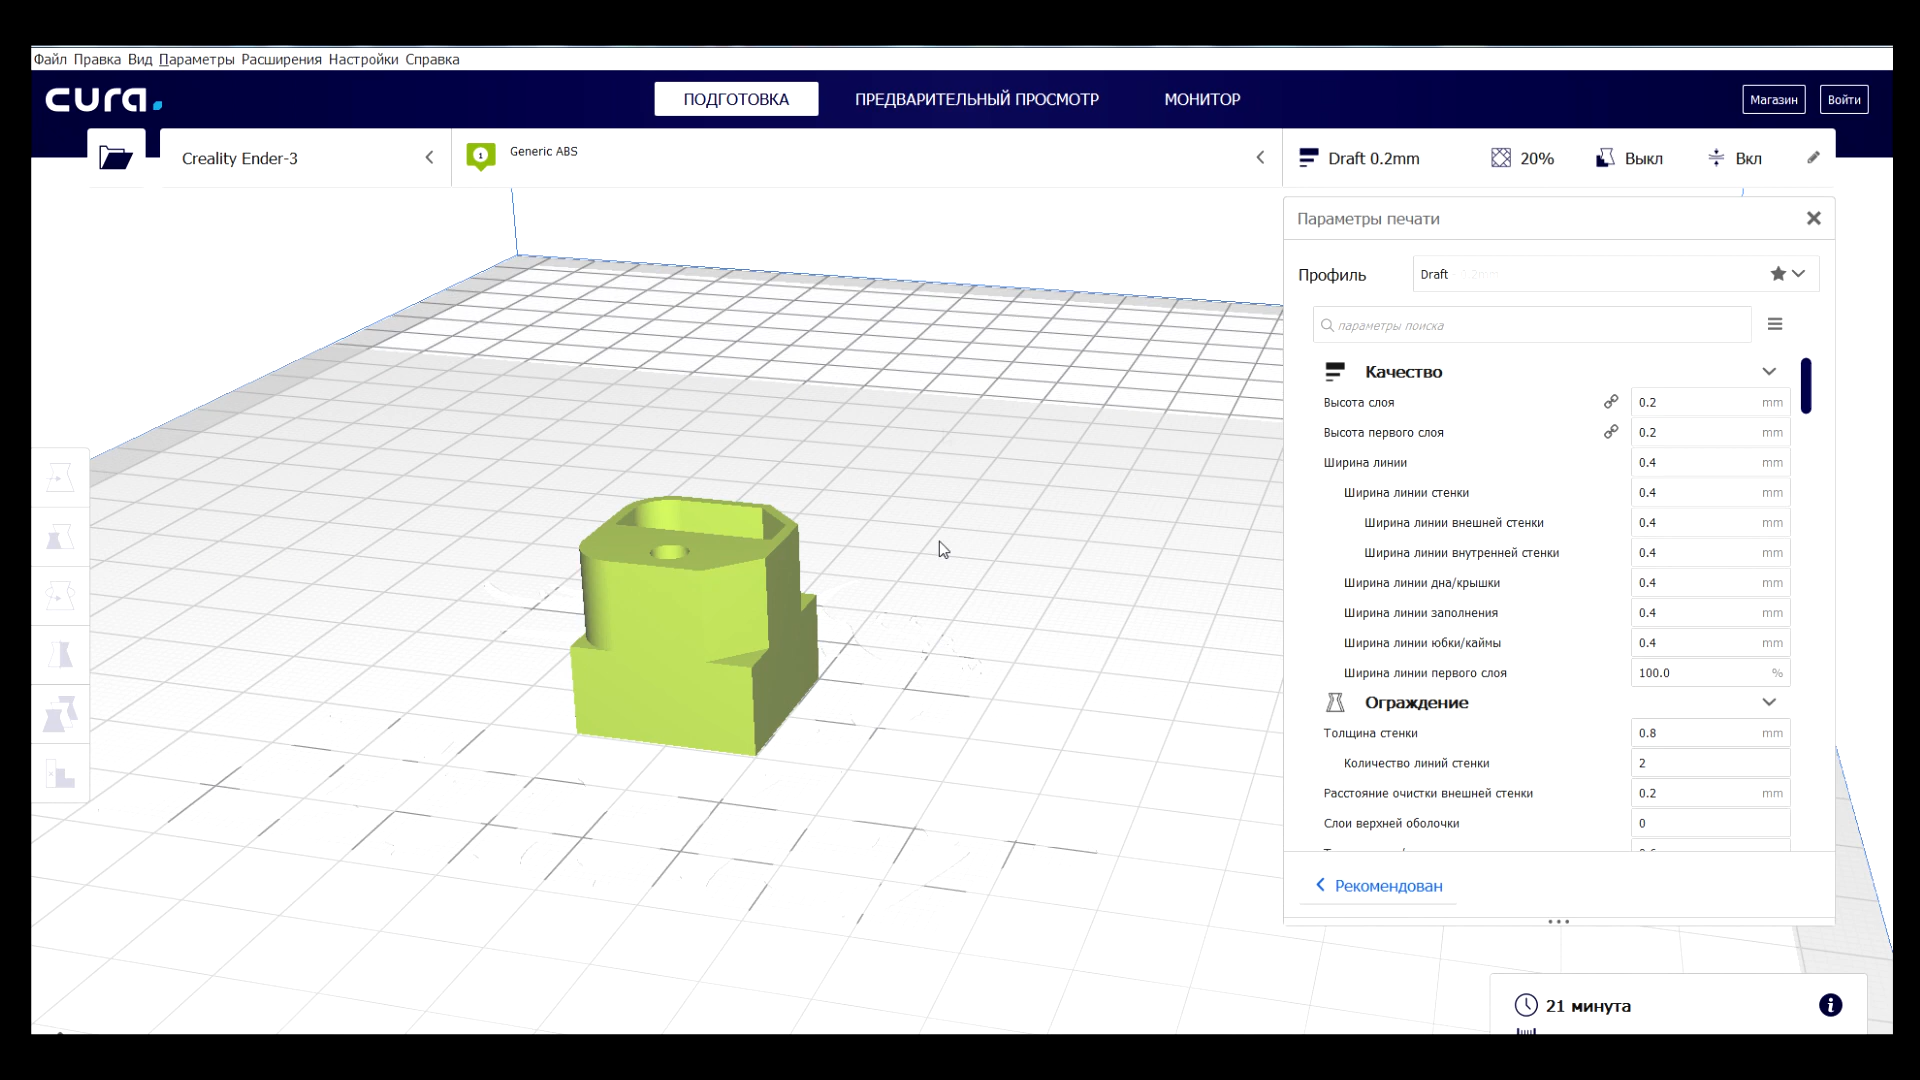 Файл Правка Вид Параметры Расширения Настройки Справка
cura.
ПОДГОТОВКА
ПРЕДВАРИТЕЛЬНЫЙ ПРОСМОТР
МОНИТОР
Магазин
Войти
Creality Ender-3
1
Generic ABS
Draft 0.2mm
20%
Выкл
Вкл
Параметры печати
Профиль
Draft
параметры поиска
Качество
Высота слоя 0.2 mm
Высота первого слоя 0.2 mm
Ширина линии 0.4 mm
Ширина линии стенки 0.4 mm
Ширина линии внешней стенки 0.4 mm
Ширина линии внутренней стенки 0.4 mm
Ширина линии дна/крышки 0.4 mm
Ширина линии заполнения 0.4 mm
Ширина линии юбки/каймы 0.4 mm
Ширина линии первого слоя 100.0 %
Ограждение
Толщина стенки 0.8 mm
Количество линий стенки 2
Расстояние очистки внешней стенки 0.2 mm
Слои верхней оболочки 0
Рекомендован
21 минута